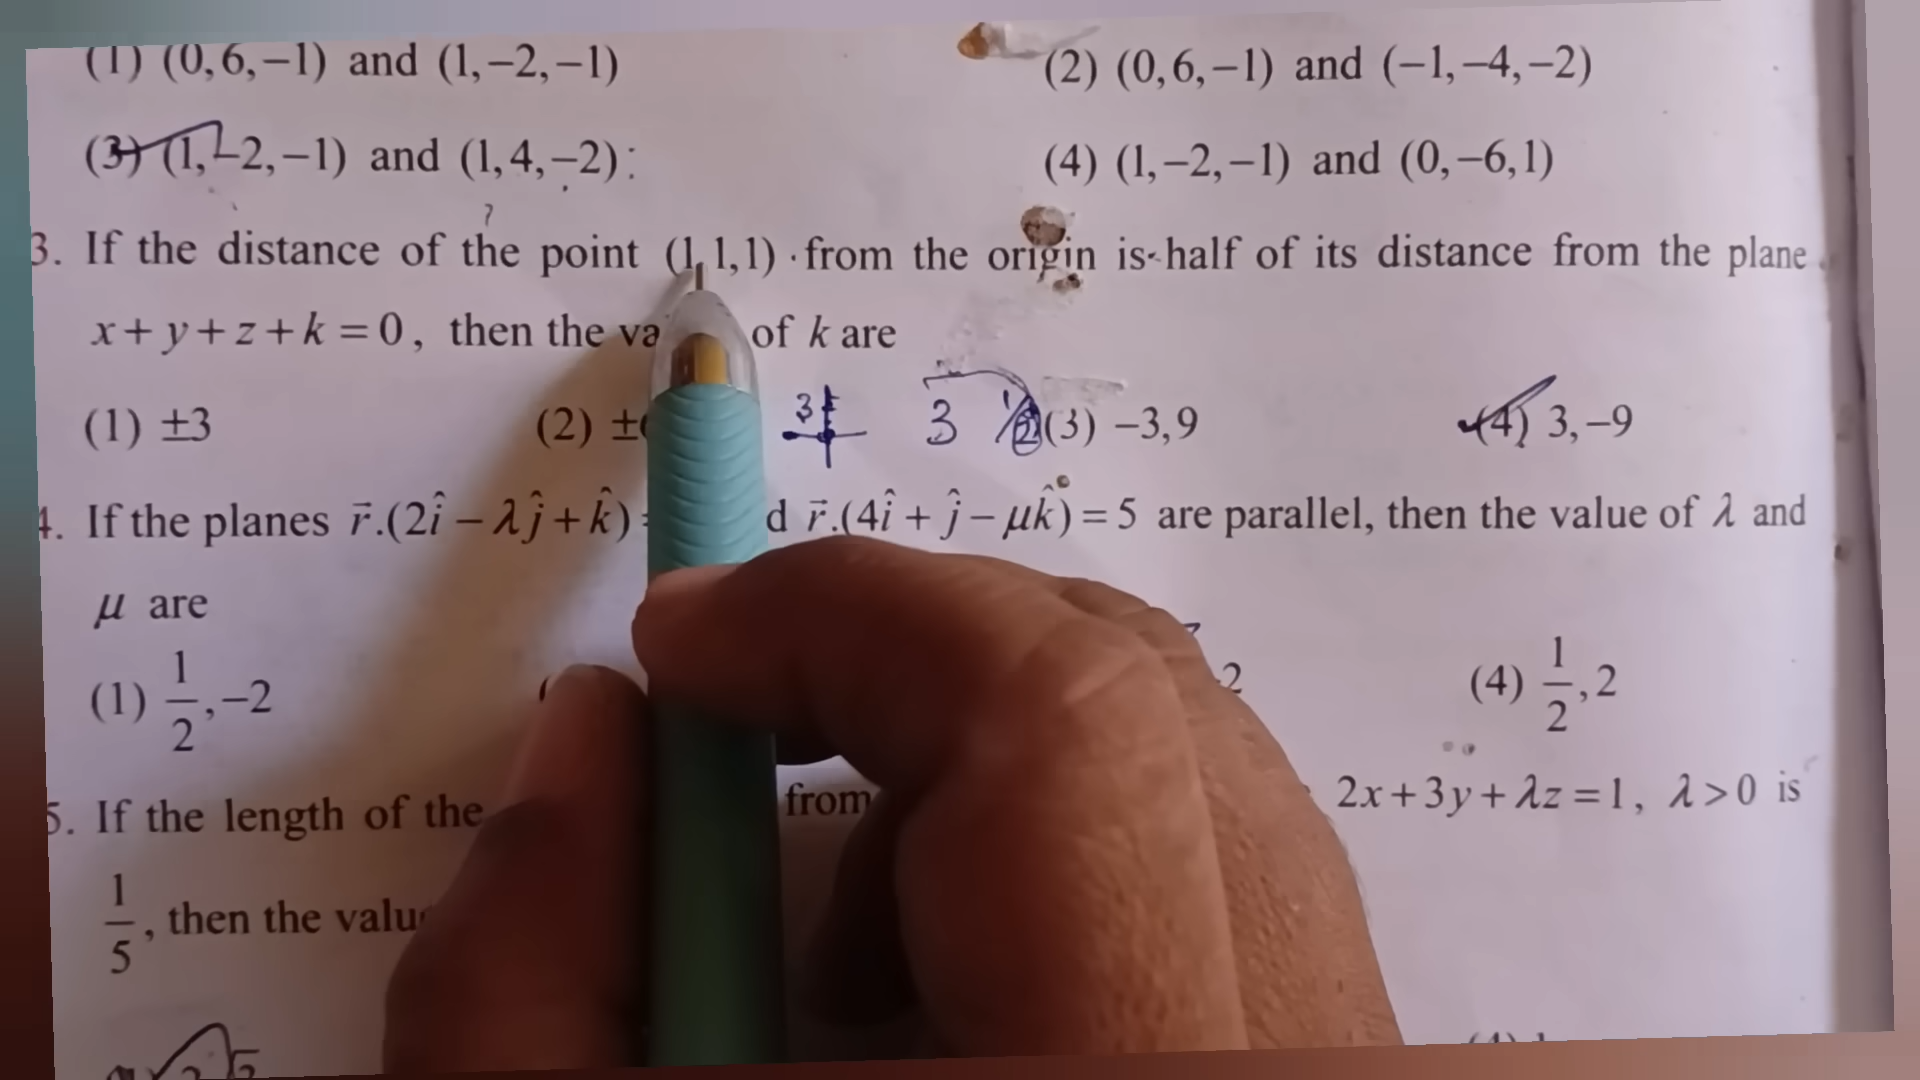 (1) (0,6,−1) and (1,−2,−1)
(2) (0,6,−1) and (−1,−4,−2)
(3) (1,−2,−1) and (1,4,−2):
(4) (1,−2,−1) and (0,−6,1)
3. If the distance of the point (1,1,1) from the origin is half of its distance from the plane
x+y+z+k=0, then the va of k are
(1) ±3
(2) ±
3
3 1/2
(3) −3,9
(4) 3,−9
4. If the planes r⃗.(2î−λĵ+k̂) d r⃗.(4î+ĵ−μk̂)=5 are parallel, then the value of λ and
μ are
(1) 1/2,−2
2
(4) 1/2,2
5. If the length of the from 2x+3y+λz=1, λ>0 is
1/5, then the valu